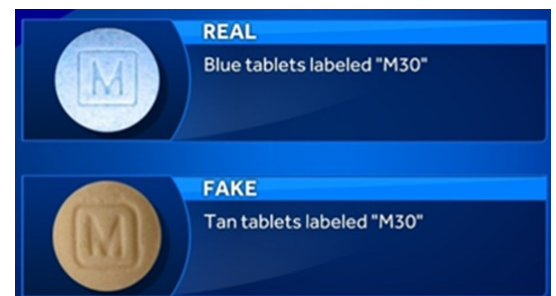 REAL
M
Blue tablets labeled "M30"
FAKE
M
Tan tablets labeled "M30"